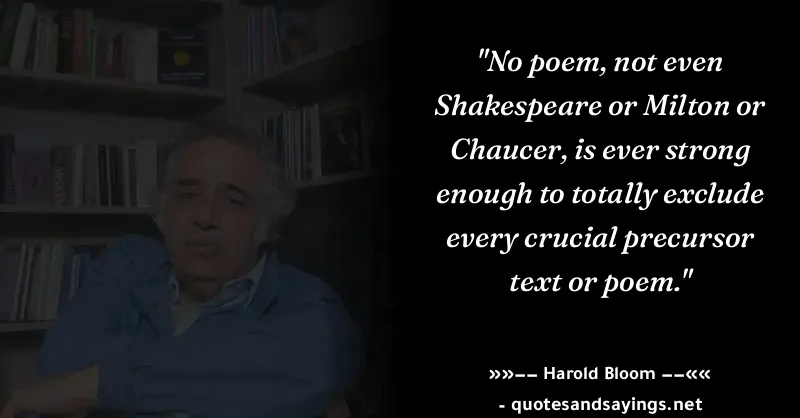 "No poem, not even
Shakespeare or Milton or
Chaucer, is ever strong
enough to totally exclude
every crucial precursor
text or poem."
»»–– Harold Bloom ––««
- quotesandsayings.net